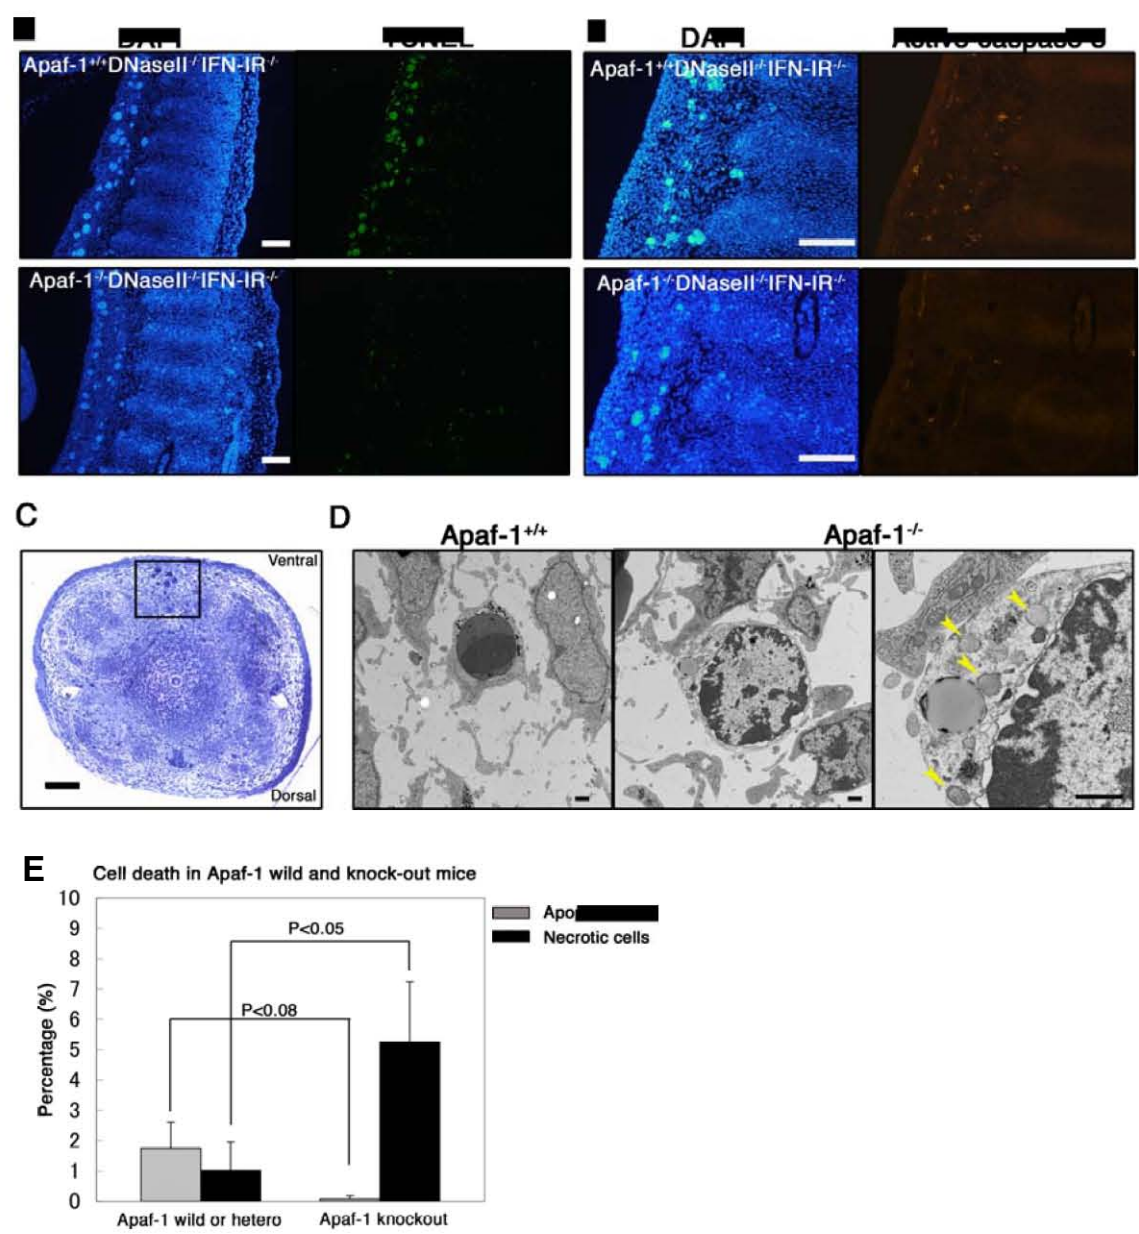 DAPI
Apaf-1+/+DNaseII-/-IFN-IR-/-
Apaf-1+/+DNaseII-/-IFN-IR-/-
Apaf-1-/-DNaseII-/-IFN-IR-/-
Apaf-1-/-DNaseII-/-IFN-IR-/-
C
Ventral
Dorsal
D
Apaf-1+/+
Apaf-1-/-
E
Cell death in Apaf-1 wild and knock-out mice
Percentage (%)
10
9
8
7
6
5
4
3
2
1
0
P<0.05
P<0.08
Apaf-1 wild or hetero
Apaf-1 knockout
Necrotic cells